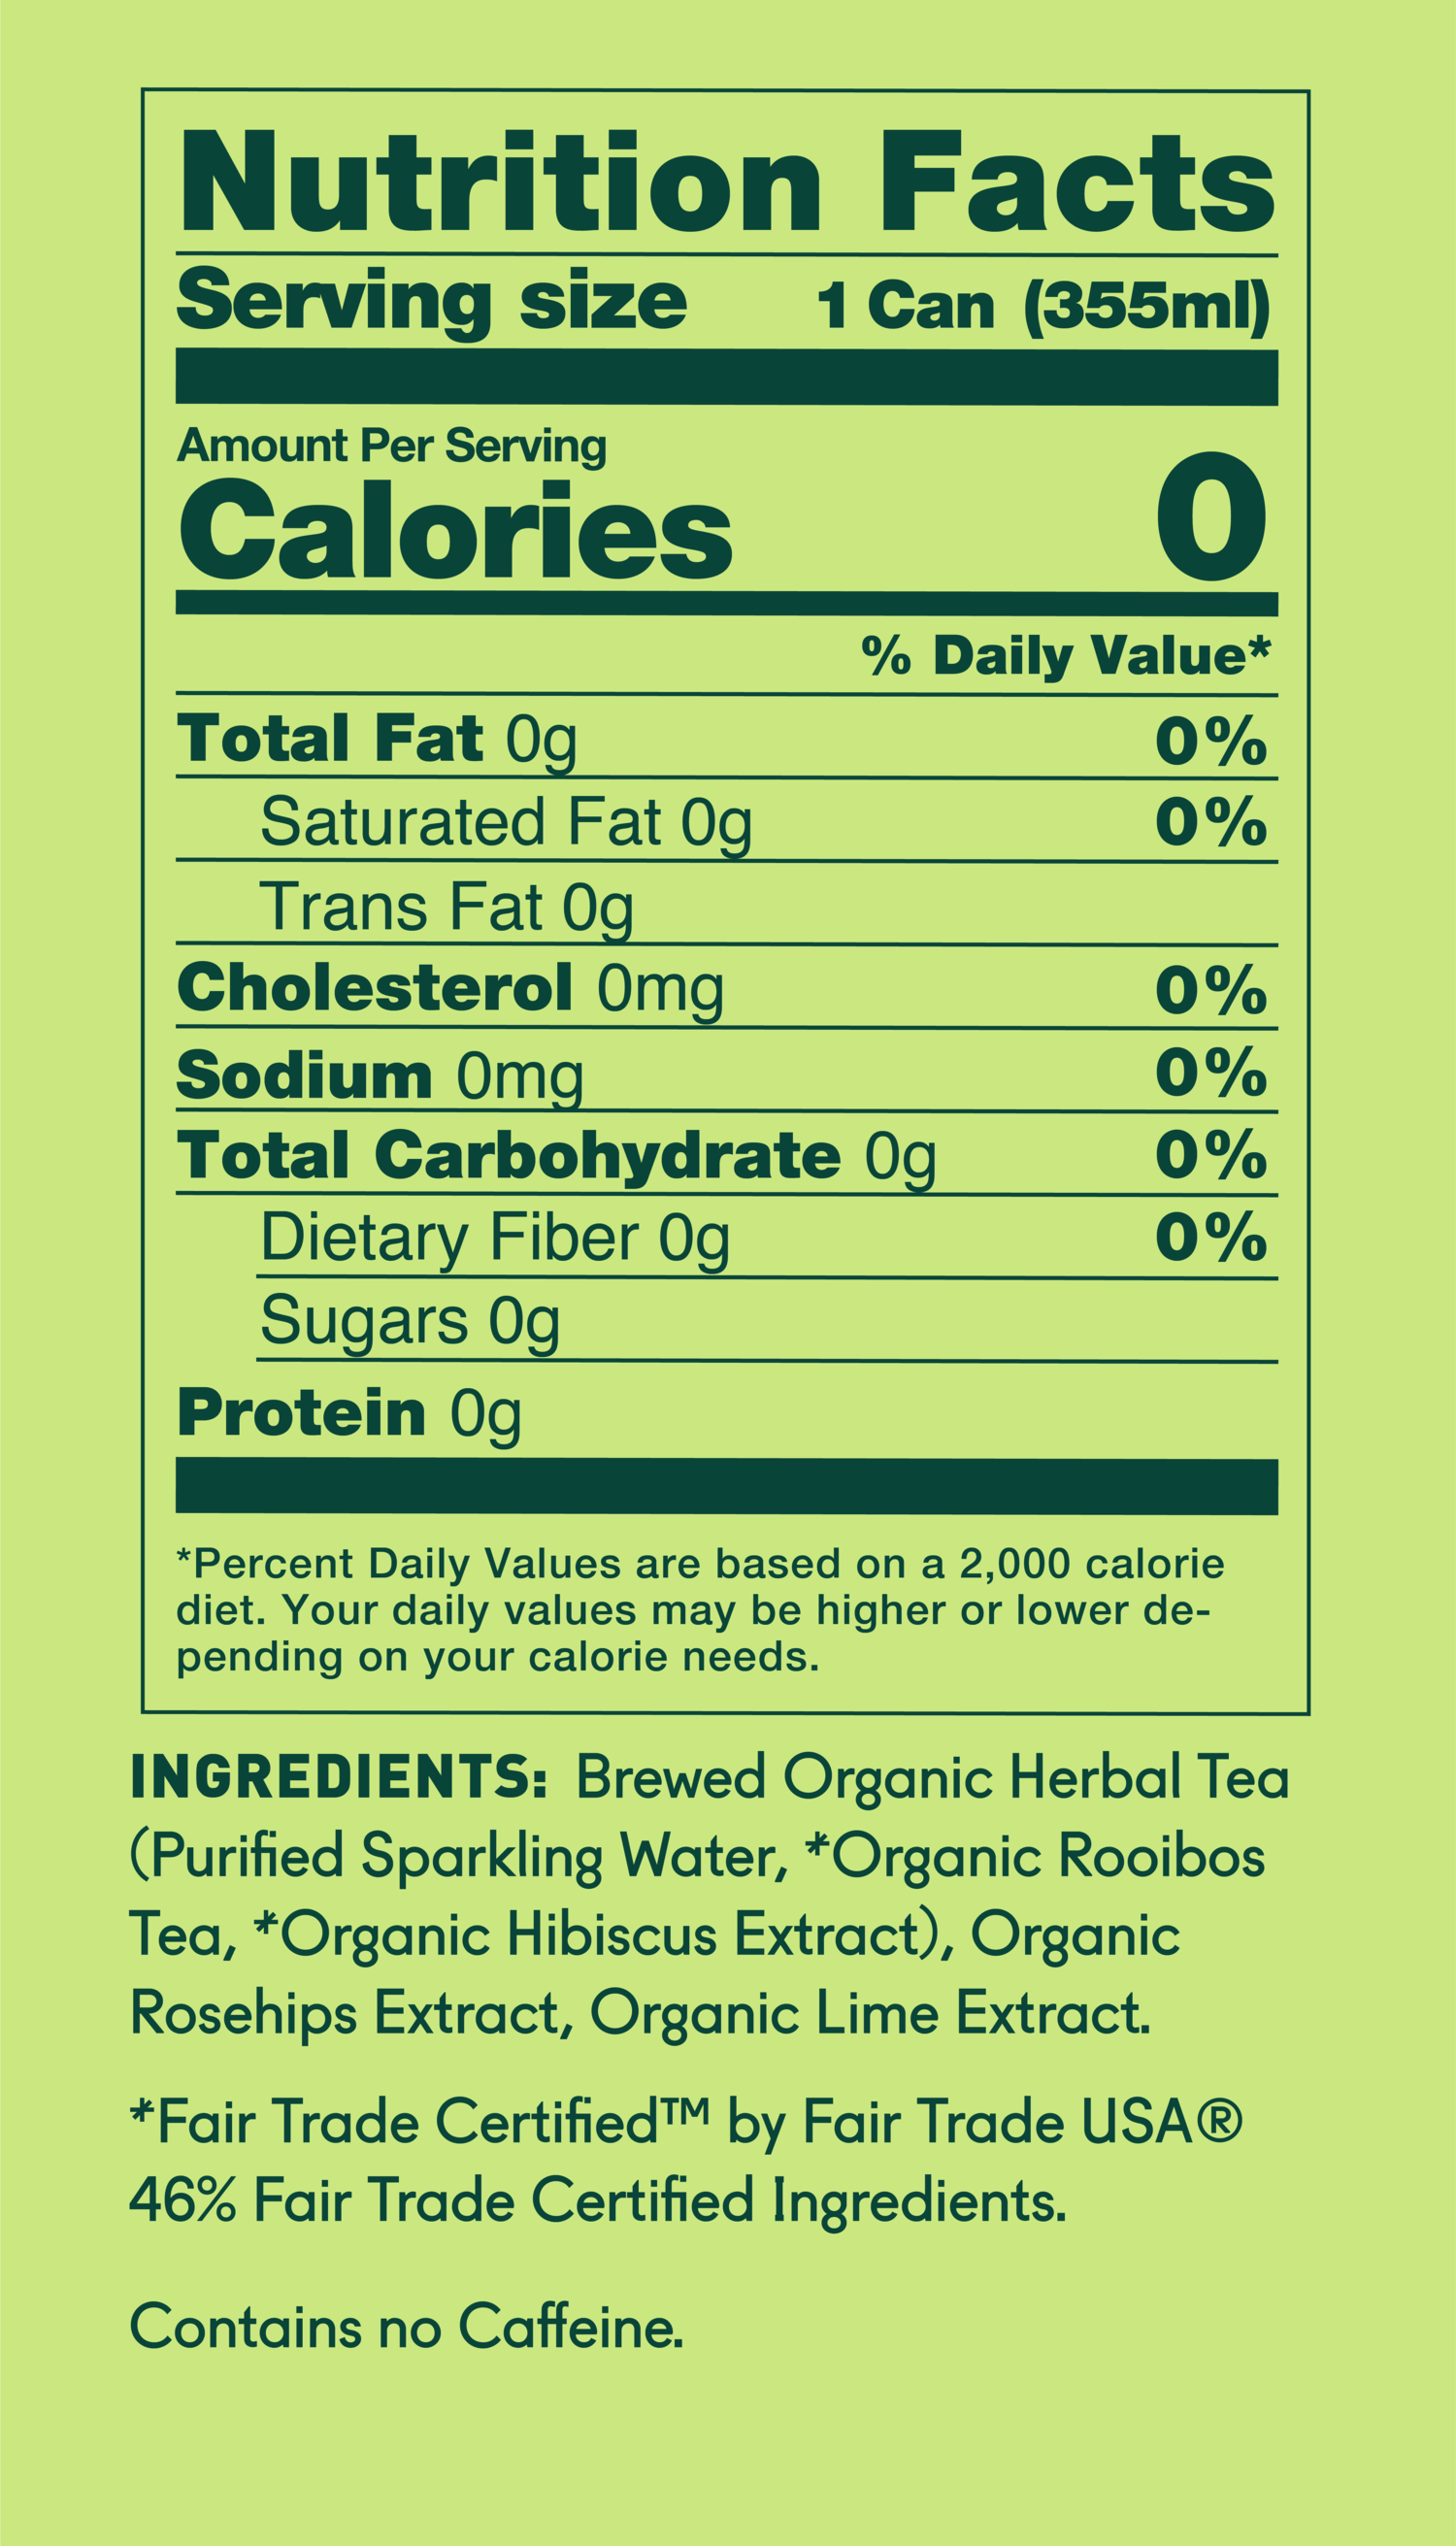 Nutrition Facts
Serving size 1 Can (355ml)
Amount Per Serving
Calories 0
% Daily Value*
Total Fat 0g 0%
Saturated Fat 0g 0%
Trans Fat 0g
Cholesterol 0mg 0%
Sodium 0mg 0%
Total Carbohydrate 0g 0%
Dietary Fiber 0g 0%
Sugars 0g
Protein 0g
*Percent Daily Values are based on a 2,000 calorie
diet. Your daily values may be higher or lower de-
pending on your calorie needs.
INGREDIENTS: Brewed Organic Herbal Tea
(Purified Sparkling Water, *Organic Rooibos
Tea, *Organic Hibiscus Extract), Organic
Rosehips Extract, Organic Lime Extract.
*Fair Trade Certified™ by Fair Trade USA®
46% Fair Trade Certified Ingredients.
Contains no Caffeine.